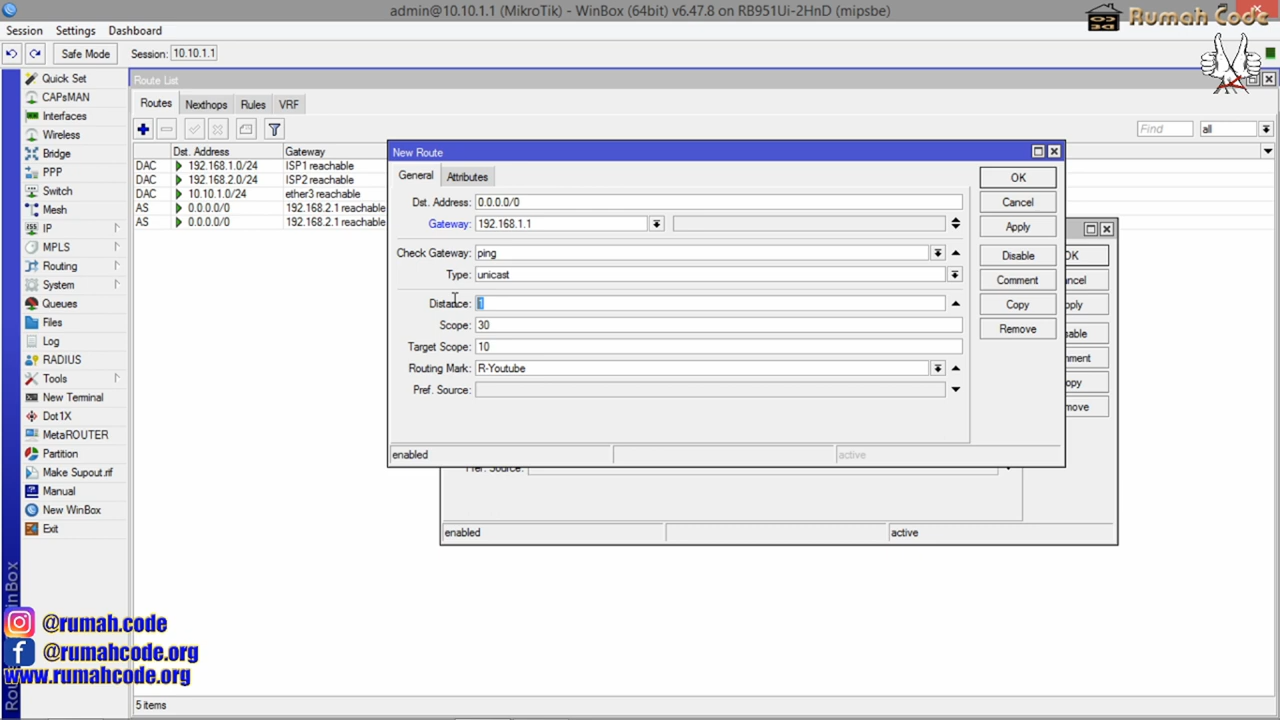 admin@10.10.1.1 (MikroTik) - WinBox (64bit) v6.47.8 on RB951Ui-2HnD (mipsbe)
Rumah Code
Session Settings Dashboard
Safe Mode Session: 10.10.1.1
Quick Set
CAPsMAN
Interfaces
Wireless
Bridge
PPP
Switch
Mesh
IP
MPLS
Routing
System
Queues
Files
Log
RADIUS
Tools
New Terminal
Dot1X
MetaROUTER
Partition
Make Supout.rif
Manual
New WinBox
Exit
Route List
Routes Nexthops Rules VRF
Find all
Dst. Address Gateway
DAC 192.168.1.0/24 ISP1 reachable
DAC 192.168.2.0/24 ISP2 reachable
DAC 10.10.1.0/24 ether3 reachable
AS 0.0.0.0/0 192.168.2.1 reachable
AS 0.0.0.0/0 192.168.2.1 reachable
New Route
General Attributes
Dst. Address: 0.0.0.0/0
Gateway: 192.168.1.1
Check Gateway: ping
Type: unicast
Distance: 1
Scope: 30
Target Scope: 10
Routing Mark: R-Youtube
Pref. Source:
enabled active
OK
Cancel
Apply
Disable
Comment
Copy
Remove
OK
ncel
pply
sable
mment
opy
move
Pref. Source:
enabled active
@rumah.code
@rumahcode.org
www.rumahcode.org
5 items